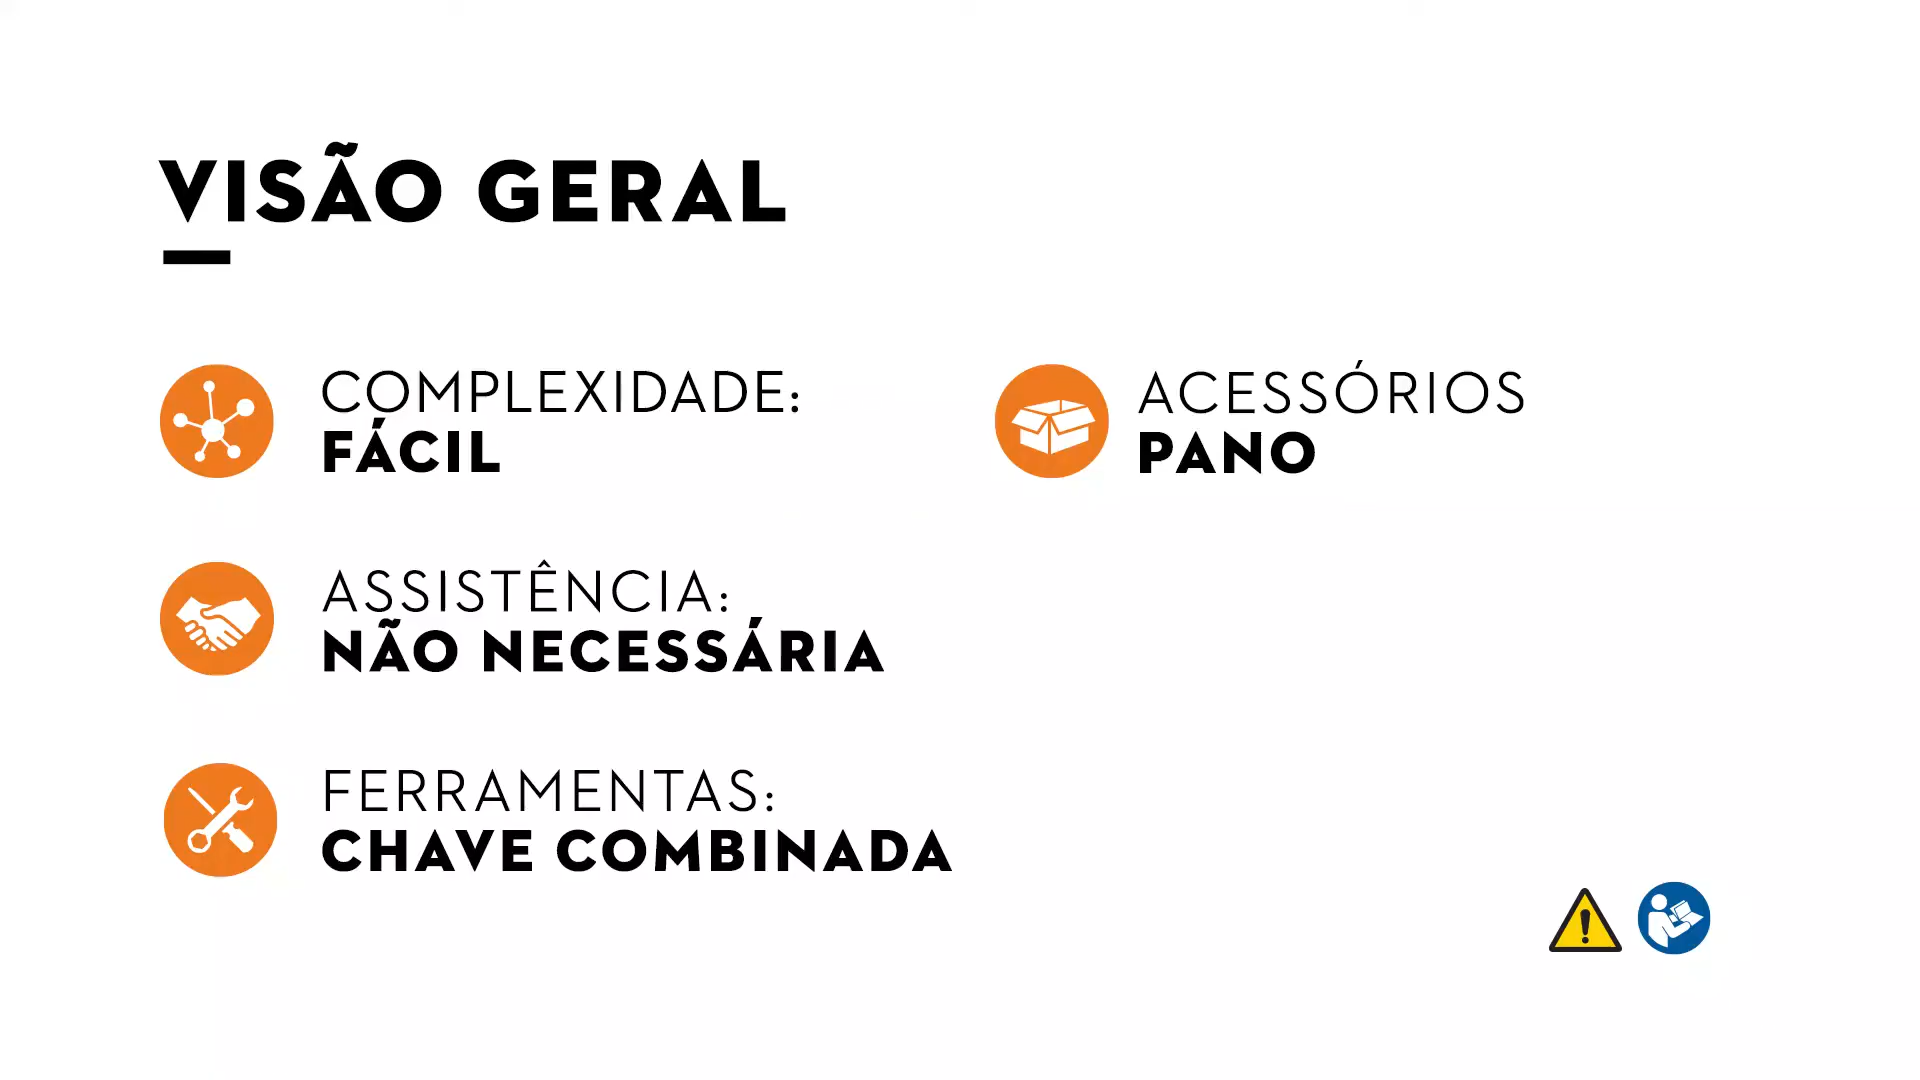 VISÃO GERAL
COMPLEXIDADE:
FÁCIL
ASSISTÊNCIA:
NÃO NECESSÁRIA
FERRAMENTAS:
CHAVE COMBINADA
ACESSÓRIOS
PANO